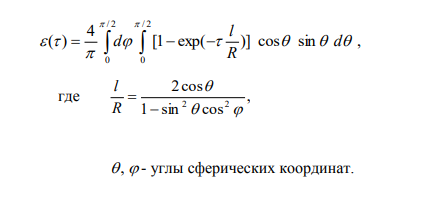 ε(τ) = 4/π ∫₀^{π/2} dφ ∫₀^{π/2} [1 − exp(−τ l/R)] cosθ sinθ dθ ,
где l/R = 2cosθ / (1 − sin²θ cos²φ) ,
θ, φ - углы сферических координат.